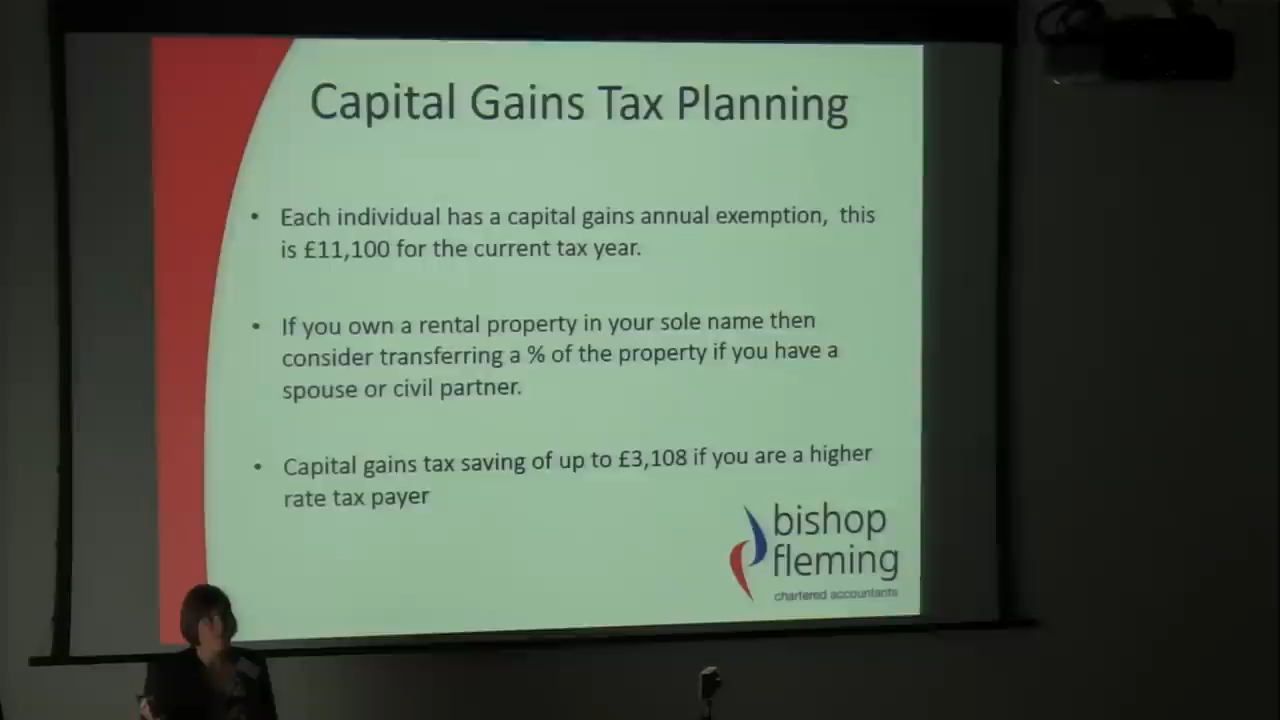 Capital Gains Tax Planning
• Each individual has a capital gains annual exemption, this
is £11,100 for the current tax year.
• If you own a rental property in your sole name then
consider transferring a % of the property if you have a
spouse or civil partner.
• Capital gains tax saving of up to £3,108 if you are a higher
rate tax payer
bishop
fleming
chartered accountants